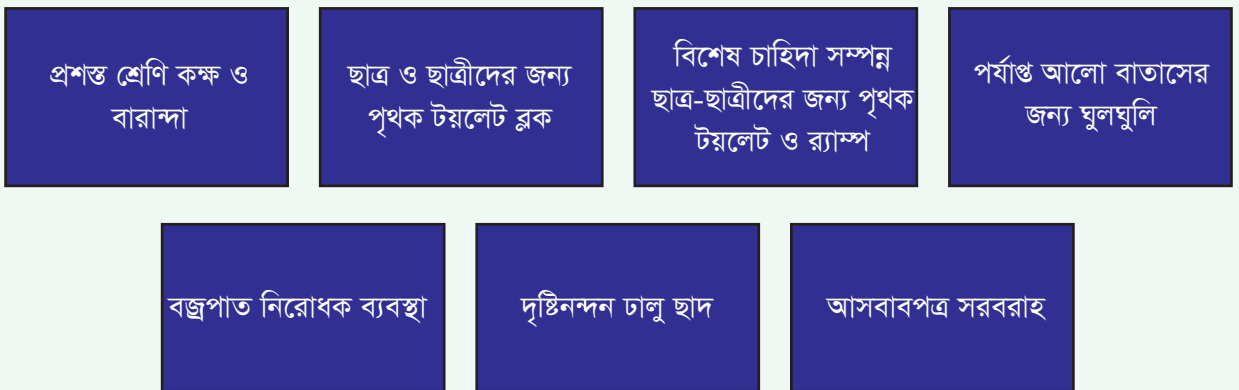 প্রশস্ত শ্রেণি কক্ষ ও
বারান্দা
ছাত্র ও ছাত্রীদের জন্য
পৃথক টয়লেট ব্লক
বিশেষ চাহিদা সম্পন্ন
ছাত্র-ছাত্রীদের জন্য পৃথক
টয়লেট ও র‍্যাম্প
পর্যাপ্ত আলো বাতাসের
জন্য ঘুলঘুলি
বজ্রপাত নিরোধক ব্যবস্থা
দৃষ্টিনন্দন ঢালু ছাদ
আসবাবপত্র সরবরাহ